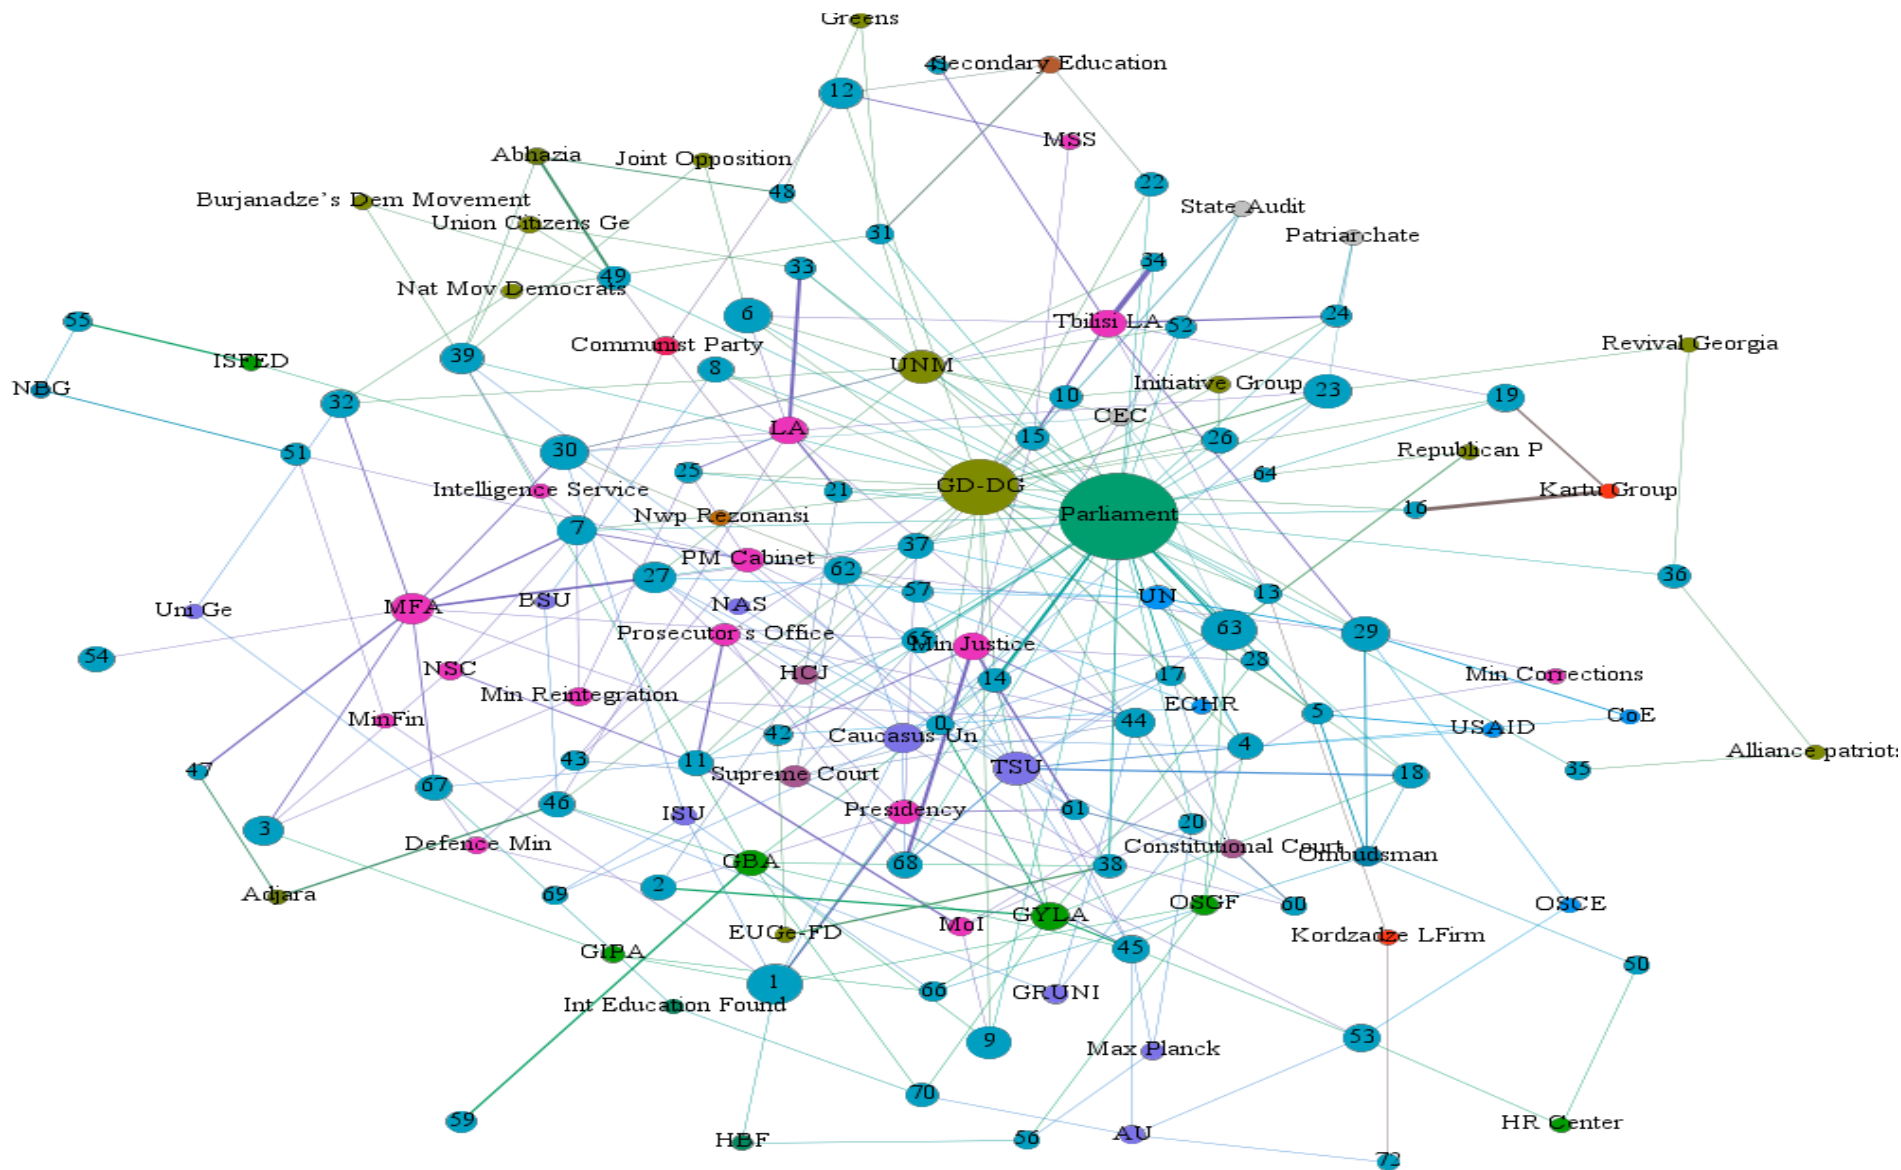 Greens
41
Secondary Education
12
MSS
Abhazia
Joint Opposition
22
48
Burjanadze's Dem Movement
State Audit
Union Citizens Ge
31
Patriarchate
34
33
49
Nat Mov Democrats
6
24
55
Tbilisi LA
52
Communist Party
Revival Georgia
39
ISFED
UNM
8
Initiative Group
NBG
23
10
19
32
CEC
LA
15
26
30
51
Republican P
25
64
GD-DG
Intelligence Service
21
Kartu Group
16
Nwp Rezonansi
Parliament
7
37
PM Cabinet
62
27
36
57
13
UN
BSU
NAS
Uni Ge
MFA
63
29
Prosecutor s Office
65
Min Justice
54
28
NSC
HCJ
17
Min Corrections
14
Min Reintegration
ECHR
5
CoE
MinFin
0
44
USAID
42
Caucasus Un
4
Alliance patriots
43
11
TSU
35
47
Supreme Court
18
67
46
Presidency
61
ISU
20
3
Defence Min
Constitutional Court
Ombudsman
GBA
68
38
2
69
Adjara
OSGF
60
OSCE
GYLA
MoI
EUGe-FD
Kordzadze LFirm
45
GIPA
50
1
66
GRUNI
Int Education Found
53
9
Max Planck
70
59
HR Center
AU
HBF
56